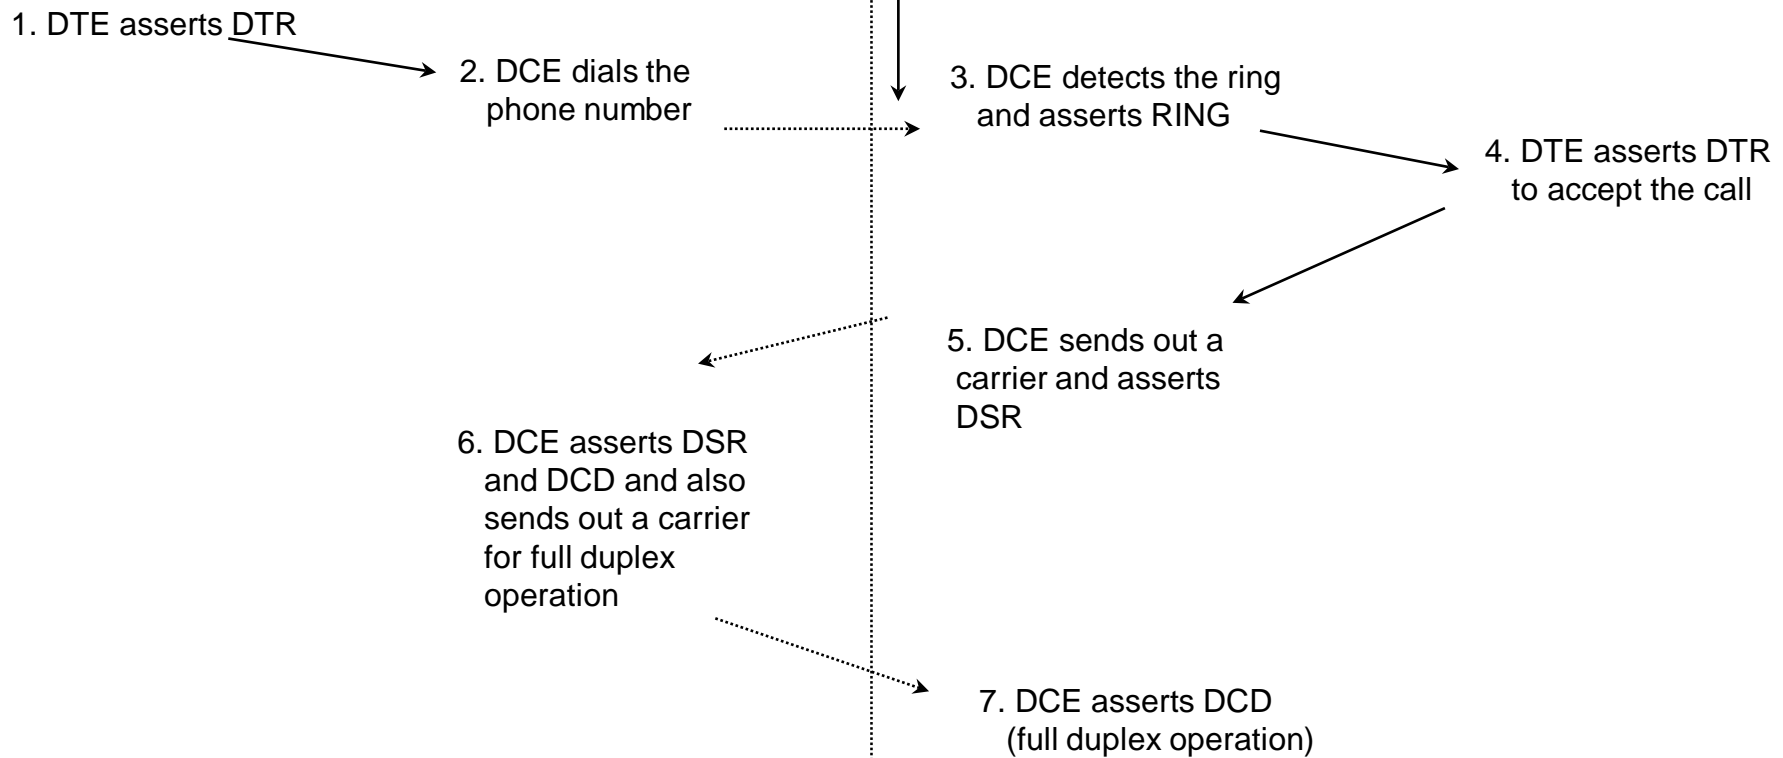 1. DTE asserts DTR
2. DCE dials the
phone number
3. DCE detects the ring
and asserts RING
4. DTE asserts DTR
to accept the call
5. DCE sends out a
carrier and asserts
DSR
6. DCE asserts DSR
and DCD and also
sends out a carrier
for full duplex
operation
7. DCE asserts DCD
(full duplex operation)